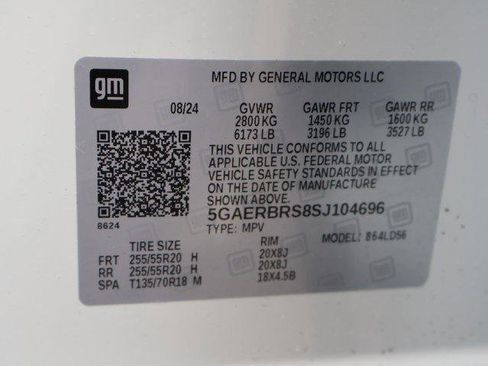 gm
MFD BY GENERAL MOTORS LLC
08/24 GVWR GAWR FRT GAWR RR
2800 KG 1450 KG 1600 KG
6173 LB 3196 LB 3527 LB
THIS VEHICLE CONFORMS TO ALL
APPLICABLE U.S. FEDERAL MOTOR
VEHICLE SAFETY STANDARDS IN EFFECT
ON THE DATE OF MANUFACTURE
SHOWN ABOVE.
8624
5GAERBRS8SJ104696
TYPE: MPV MODEL: 864LD56
TIRE SIZE RIM
FRT 255/55R20 H 20X8J
RR 255/55R20 H 20X8J
SPA T135/70R18 M 18X4.5B